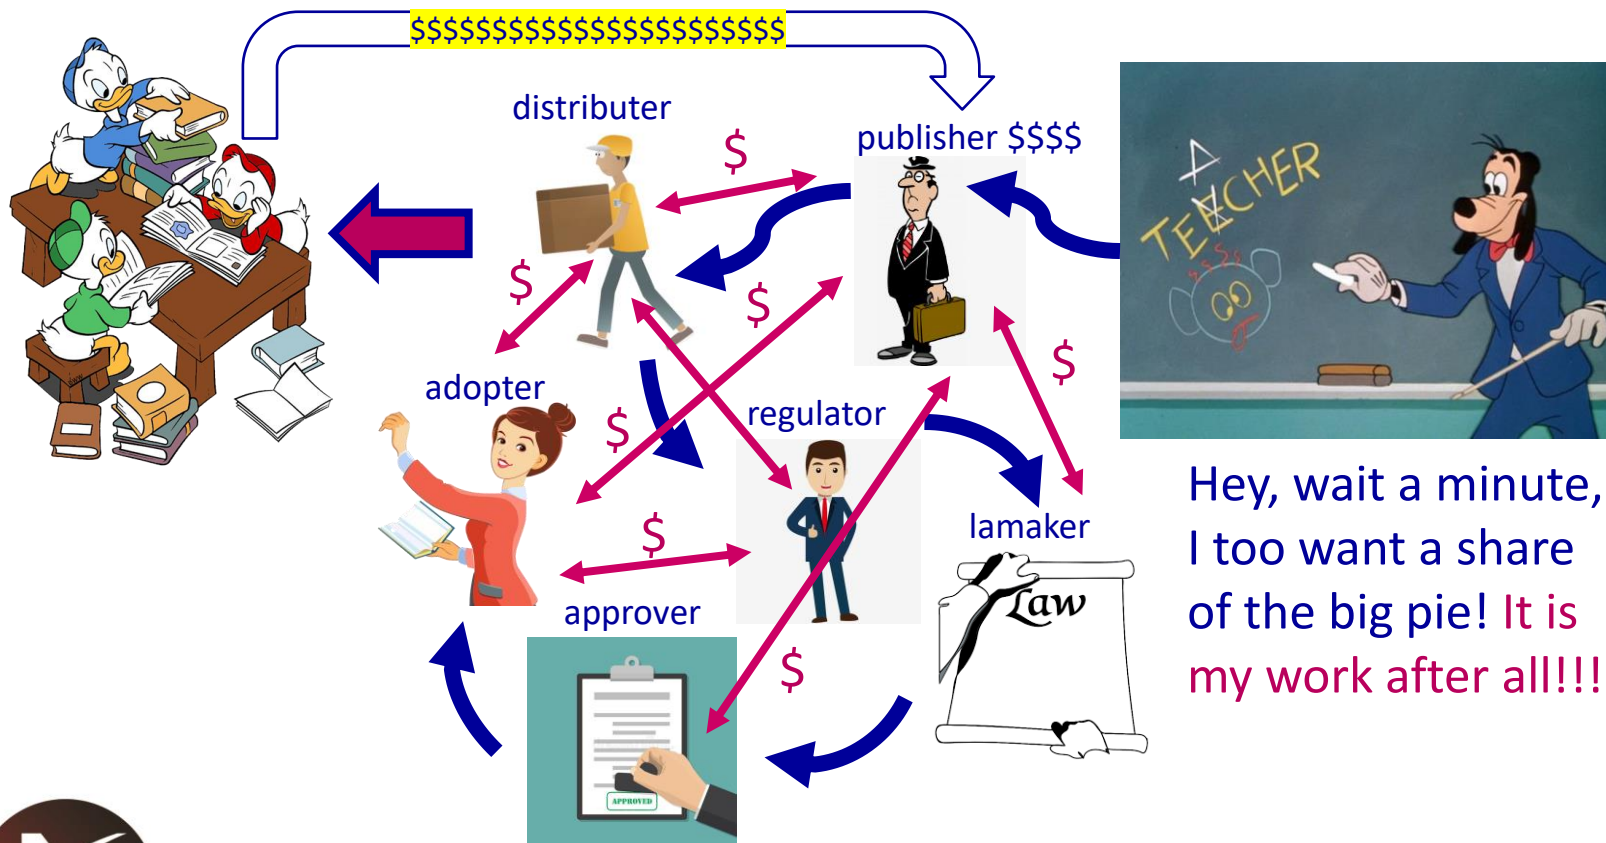 $$$$$$$$$$$$$$$$$$$$$$$
distributer
publisher $$$$
$
$
$
$
$
$
$
adopter
regulator
lamaker
approver
Law
APPROVED
A
TEACHER
Hey, wait a minute,
I too want a share
of the big pie! It is
my work after all!!!